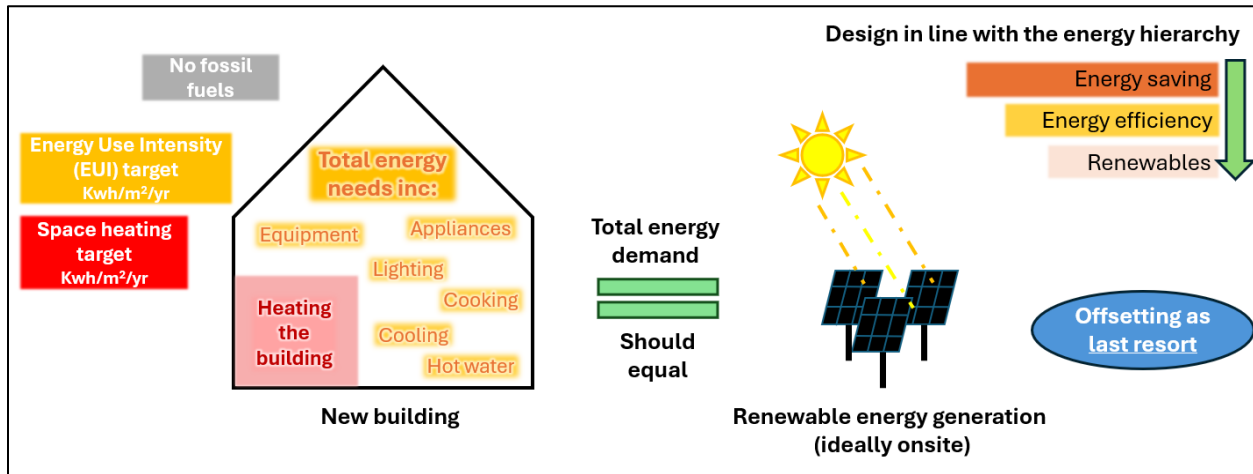 No fossil
fuels
Energy Use Intensity
(EUI) target
Kwh/m²/yr
Space heating
target
Kwh/m²/yr
Total energy
needs inc:
Equipment
Appliances
Lighting
Cooking
Cooling
Hot water
Heating
the
building
New building
Total energy
demand
Should
equal
Renewable energy generation
(ideally onsite)
Design in line with the energy hierarchy
Energy saving
Energy efficiency
Renewables
Offsetting as
last resort